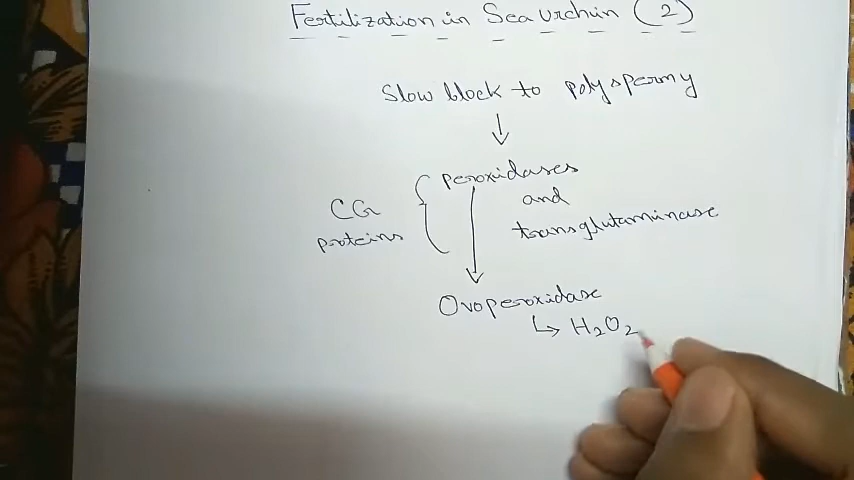 Fertilization in Sea Urchin (2)
Slow block to polyspermy
peroxidases
and
transglutaminase
CG
proteins
Ovoperoxidase
↳ H₂O₂